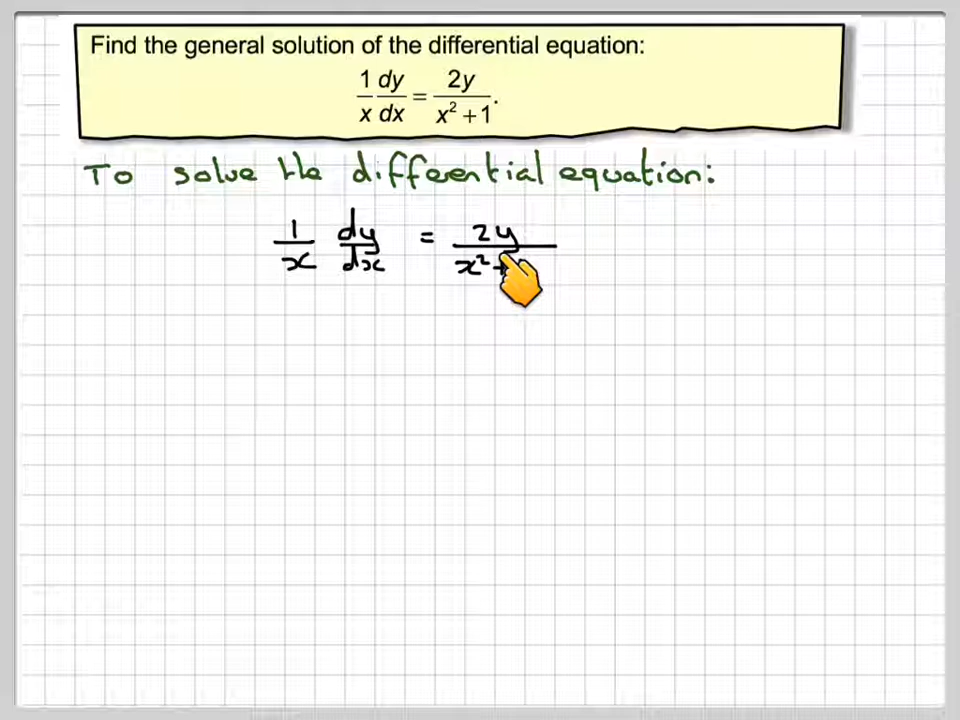 Find the general solution of the differential equation:
1/x dy/dx = 2y/(x² + 1).
To solve the differential equation:
1/x dy/dx = 2y/(x² +